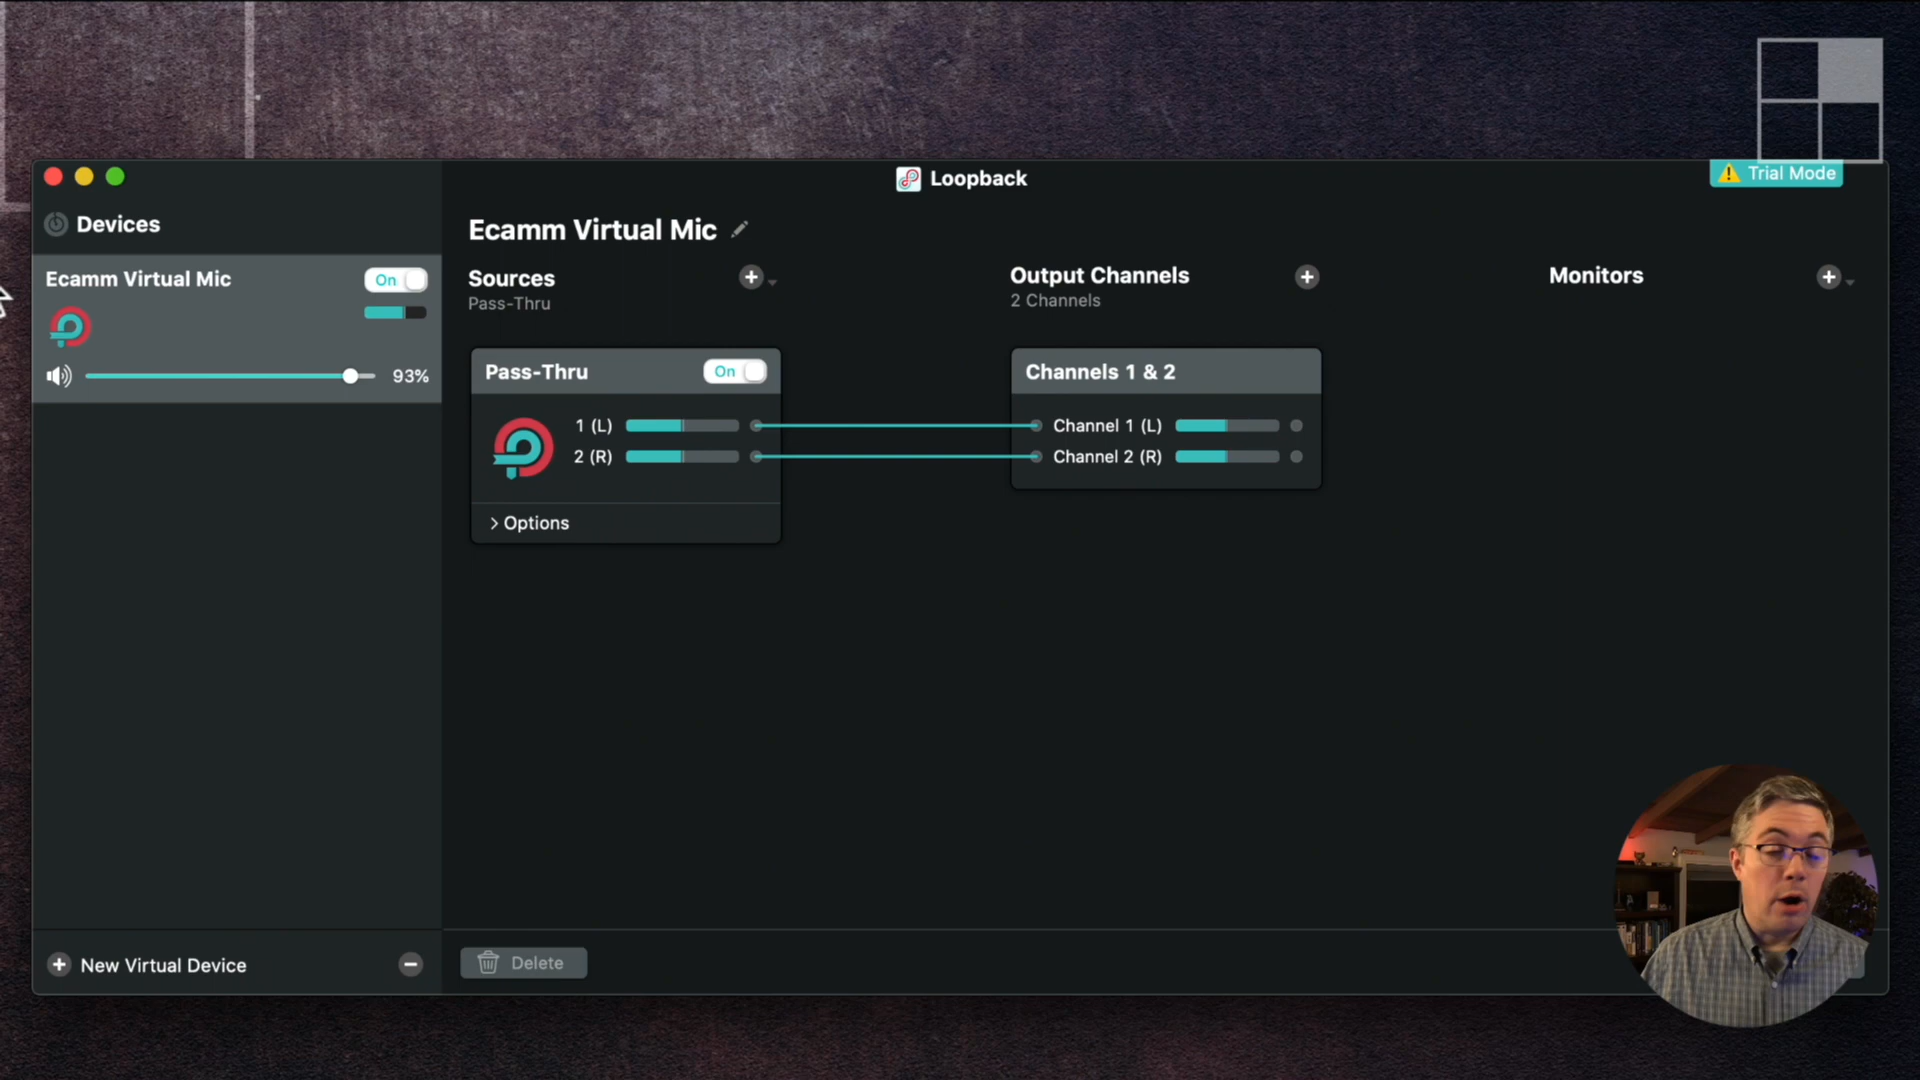 Loopback
Trial Mode
Devices
Ecamm Virtual Mic
On
93%
New Virtual Device
Ecamm Virtual Mic
Sources
Pass-Thru
Output Channels
2 Channels
Monitors
Pass-Thru
On
1 (L)
2 (R)
Options
Channels 1 & 2
Channel 1 (L)
Channel 2 (R)
Delete